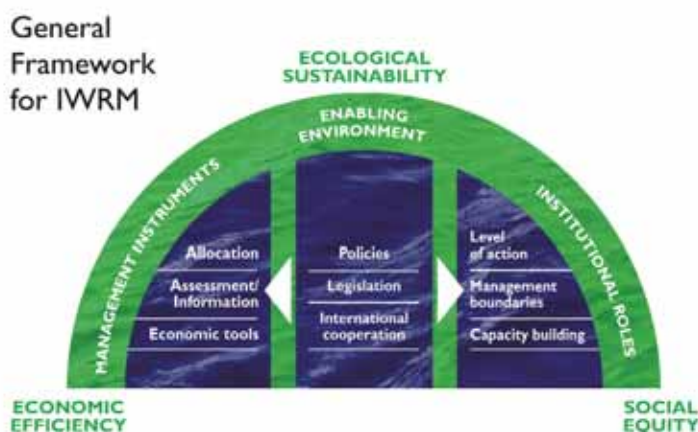 General
Framework
for IWRM
ECOLOGICAL
SUSTAINABILITY
ENABLING
ENVIRONMENT
MANAGEMENT INSTRUMENTS
INSTITUTIONAL ROLES
Allocation
Assessment/
Information
Economic tools
Policies
Legislation
International
cooperation
Level
of action
Management
boundaries
Capacity building
ECONOMIC
EFFICIENCY
SOCIAL
EQUITY